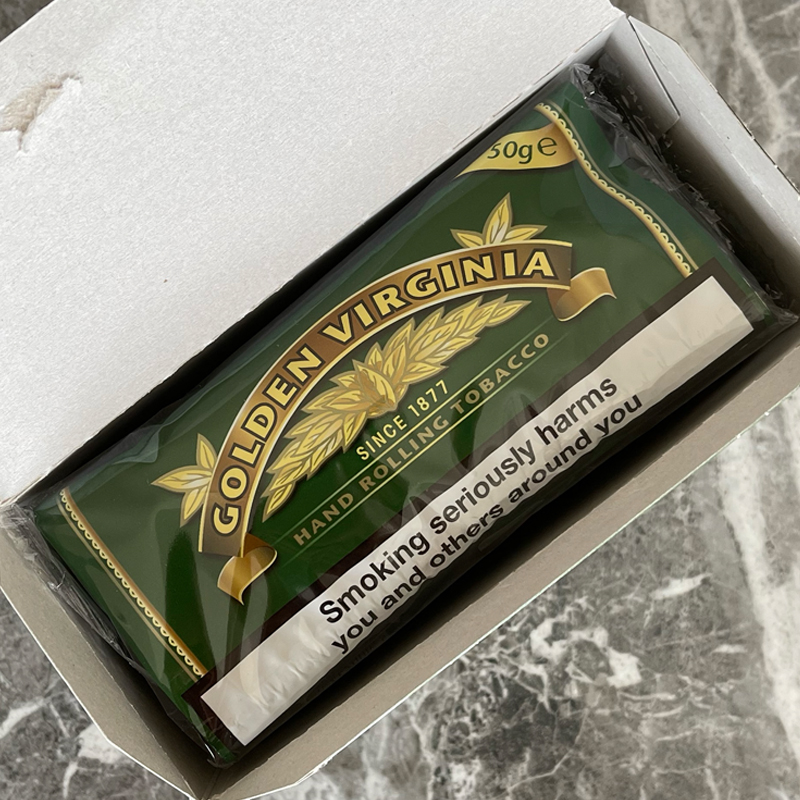 50g℮
GOLDEN VIRGINIA
SINCE 1877
HAND ROLLING TOBACCO
Smoking seriously harms
you and others around you